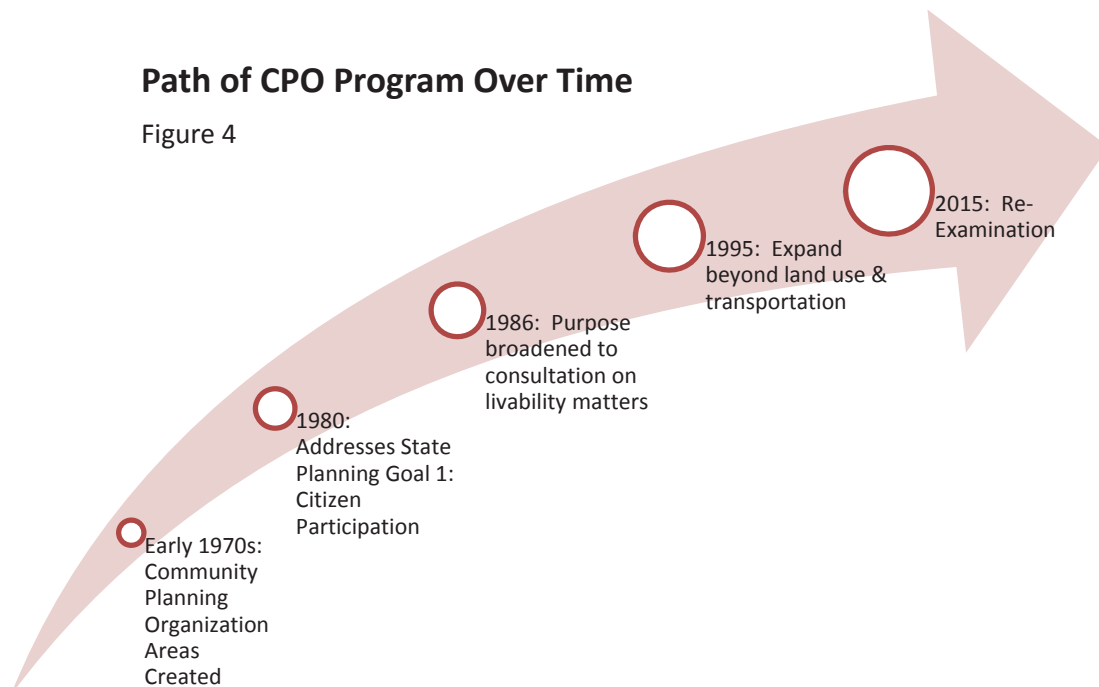 Path of CPO Program Over Time
Figure 4
2015:  Re-
Examination
1995:  Expand
beyond land use &
transportation
1986:  Purpose
broadened to
consultation on
livability matters
1980:
Addresses State
Planning Goal 1:
Citizen
Participation
Early 1970s:
Community
Planning
Organization
Areas
Created